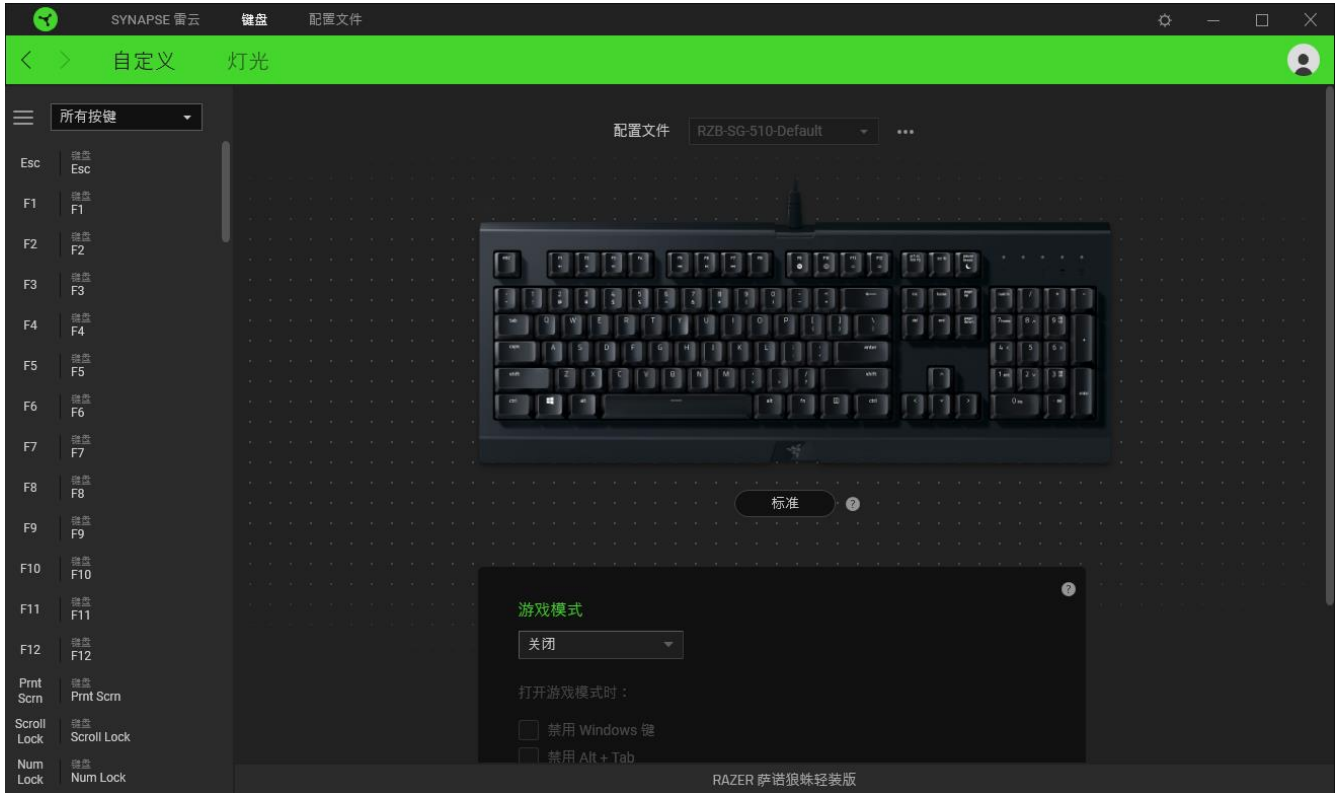 SYNAPSE 雷云 键盘 配置文件
自定义 灯光
所有按键
配置文件 RZB-SG-510-Default
Esc 键盘 Esc
F1 键盘 F1
F2 键盘 F2
F3 键盘 F3
F4 键盘 F4
F5 键盘 F5
F6 键盘 F6
F7 键盘 F7
F8 键盘 F8
F9 键盘 F9
F10 键盘 F10
F11 键盘 F11
F12 键盘 F12
Prnt Scrn 键盘 Prnt Scrn
Scroll Lock 键盘 Scroll Lock
Num Lock 键盘 Num Lock
标准
游戏模式
关闭
打开游戏模式时：
禁用 Windows 键
禁用 Alt + Tab
RAZER 萨诺狼蛛轻装版